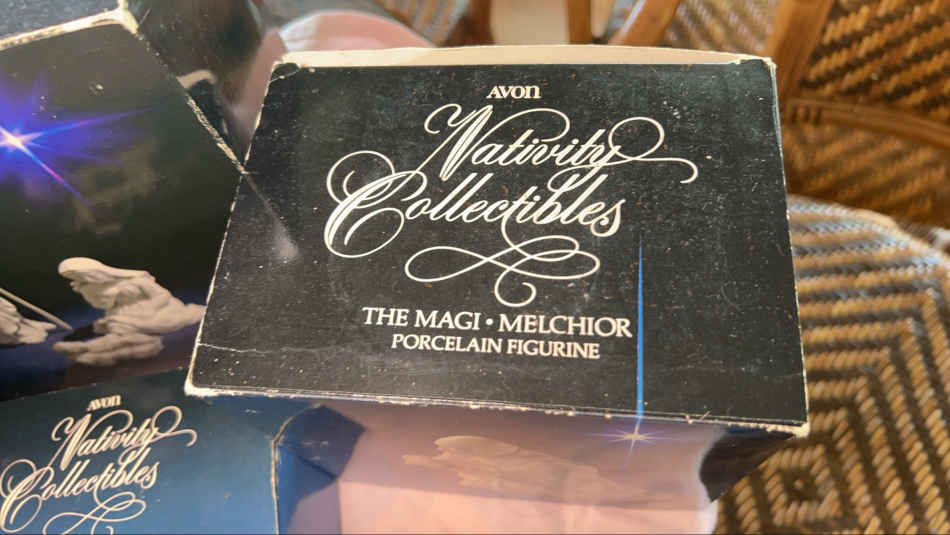 AVON
Nativity
Collectibles
THE MAGI • MELCHIOR
PORCELAIN FIGURINE
AVON
Nativity
Collectibles